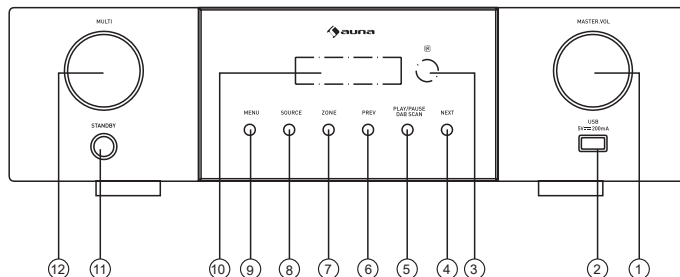 MULTI
auna
MASTER.VOL
IR
STANDBY
MENU
SOURCE
ZONE
PREV
PLAY/PAUSE
DAB SCAN
NEXT
USB
5V⎓200mA
12
11
10
9
8
7
6
5
4
3
2
1